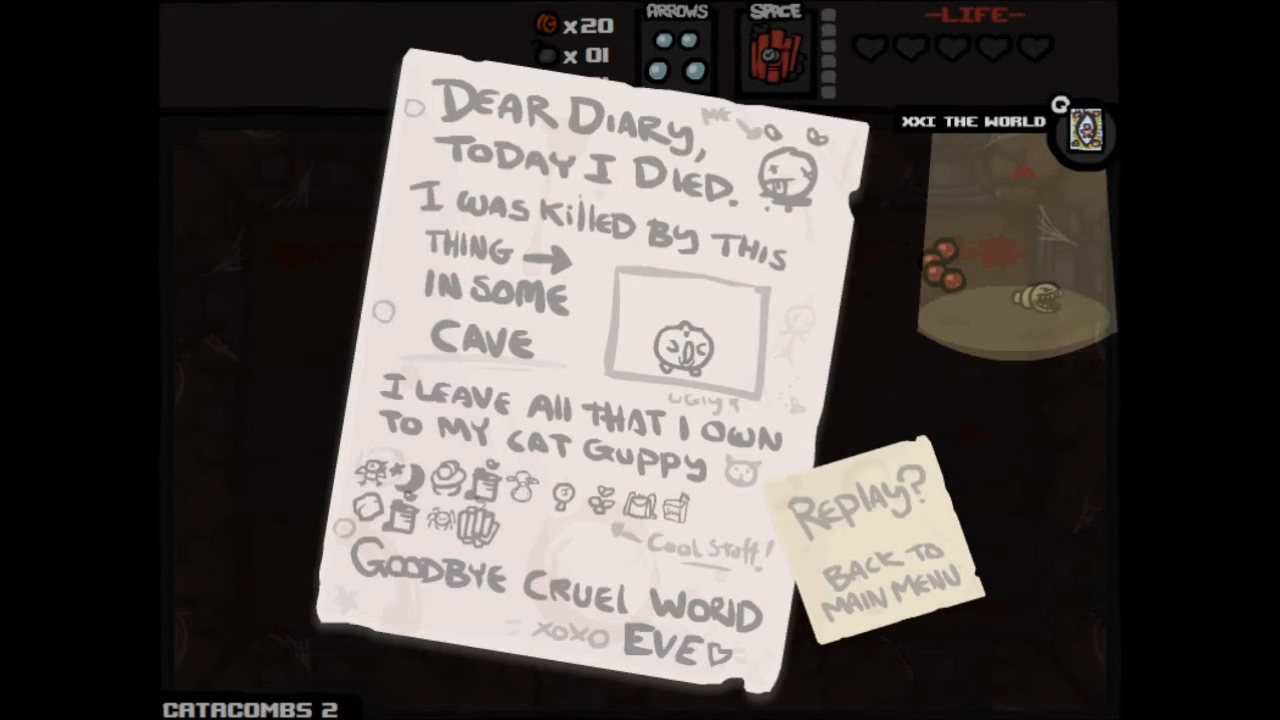 ARROWS
SPACE
-LIFE-
x20
x 01
XXI THE WORLD
Q
DEAR DIARY,
ME
TODAY I DIED.
I WAS KILLED BY THIS
THING →
IN SOME
CAVE
UGLY
I LEAVE All THAT I OWN
TO MY CAT GUPPY
Cool Stuff!
GOODBYE CRUEL WORLD
XOXO EVE
REPLAY?
BACK TO
MAIN MENU
CATACOMBS 2